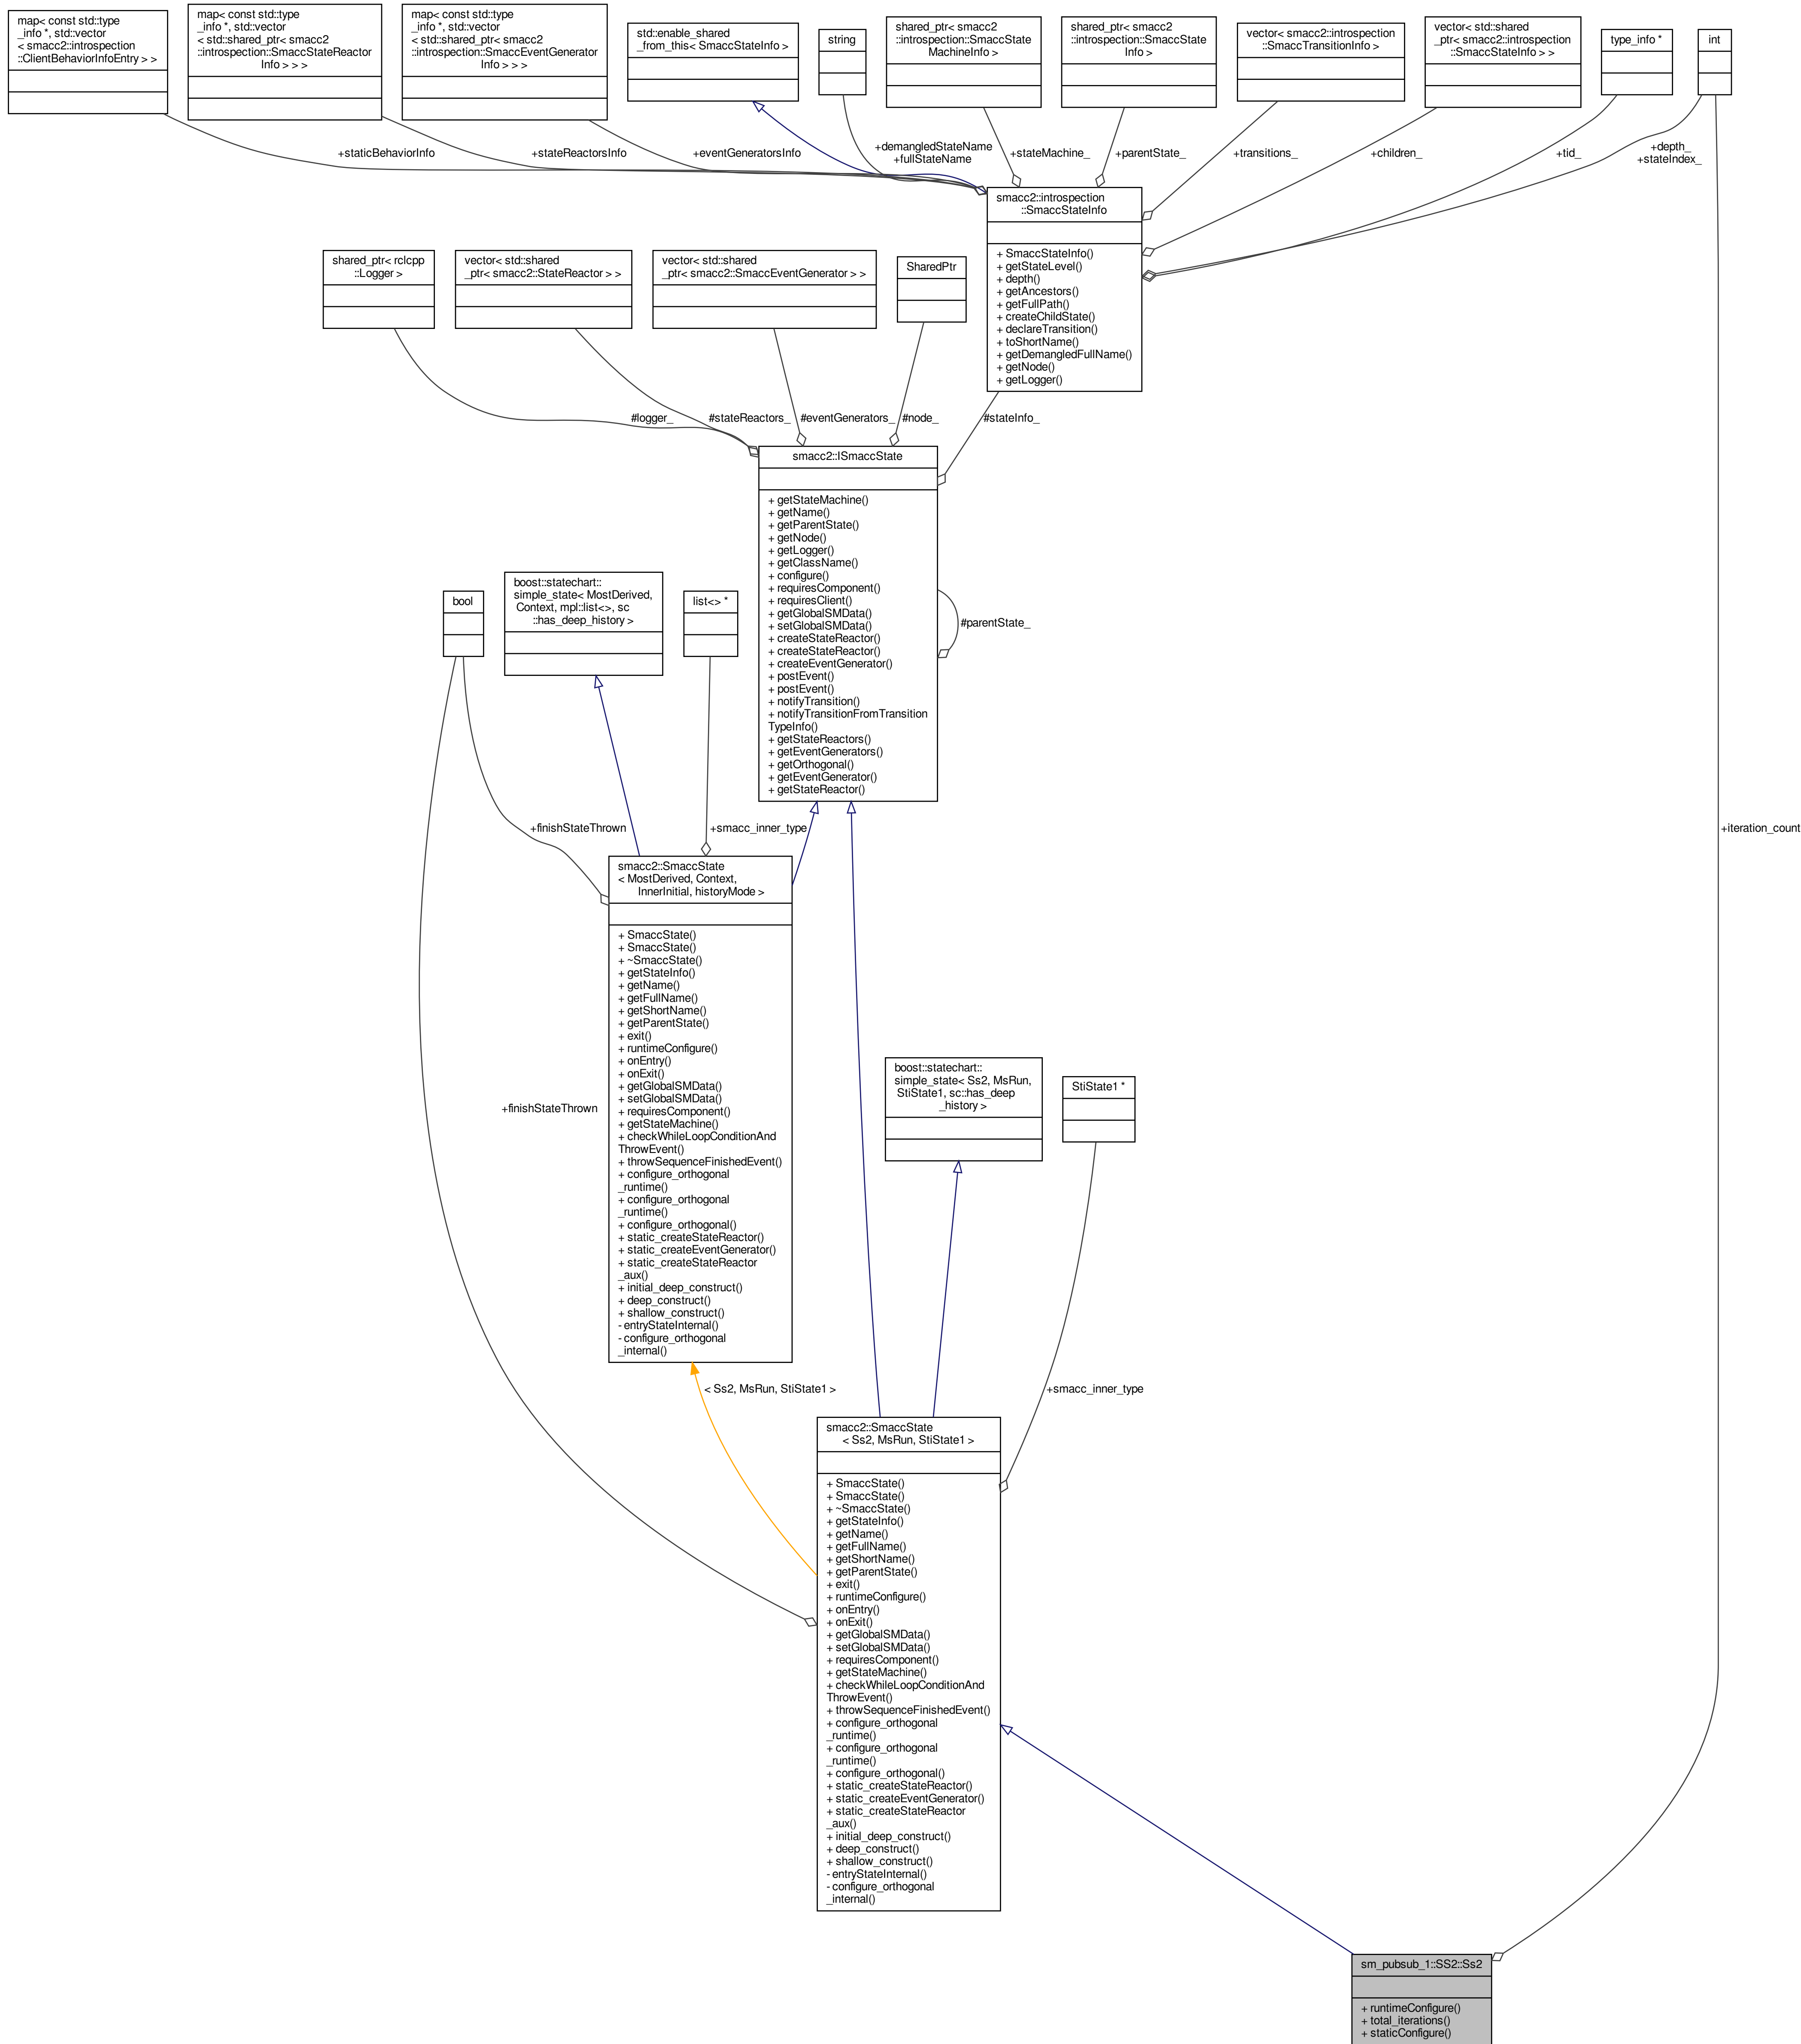 map< const std::type
_info *, std::vector
< smacc2::introspection
::ClientBehaviorInfoEntry > >
map< const std::type
_info *, std::vector
< std::shared_ptr< smacc2
::introspection::SmaccStateReactor
Info > > >
map< const std::type
_info *, std::vector
< std::shared_ptr< smacc2
::introspection::SmaccEventGenerator
Info > > >
std::enable_shared
_from_this< SmaccStateInfo >
string
shared_ptr< smacc2
::introspection::SmaccState
MachineInfo >
shared_ptr< smacc2
::introspection::SmaccState
Info >
vector< smacc2::introspection
::SmaccTransitionInfo >
vector< std::shared
_ptr< smacc2::introspection
::SmaccStateInfo > >
type_info *
int
+staticBehaviorInfo
+stateReactorsInfo
+eventGeneratorsInfo
+demangledStateName
+fullStateName
+stateMachine_
+parentState_
+transitions_
+children_
+tid_
+depth_
+stateIndex_
smacc2::introspection
::SmaccStateInfo
+ SmaccStateInfo()
+ getStateLevel()
+ depth()
+ getAncestors()
+ getFullPath()
+ createChildState()
+ declareTransition()
+ toShortName()
+ getDemangledFullName()
+ getNode()
+ getLogger()
shared_ptr< rclcpp
::Logger >
vector< std::shared
_ptr< smacc2::StateReactor > >
vector< std::shared
_ptr< smacc2::SmaccEventGenerator > >
SharedPtr
#logger_
#stateReactors_
#eventGenerators_
#node_
#stateInfo_
smacc2::ISmaccState
+ getStateMachine()
+ getName()
+ getParentState()
+ getNode()
+ getLogger()
+ getClassName()
+ configure()
+ requiresComponent()
+ requiresClient()
+ getGlobalSMData()
+ setGlobalSMData()
+ createStateReactor()
+ createStateReactor()
+ createEventGenerator()
+ postEvent()
+ postEvent()
+ notifyTransition()
+ notifyTransitionFromTransition
TypeInfo()
+ getStateReactors()
+ getEventGenerators()
+ getOrthogonal()
+ getEventGenerator()
+ getStateReactor()
#parentState_
bool
boost::statechart::
simple_state< MostDerived,
Context, mpl::list<>, sc
::has_deep_history >
list<> *
+finishStateThrown
+smacc_inner_type
+iteration_count
smacc2::SmaccState
< MostDerived, Context,
InnerInitial, historyMode >
+ SmaccState()
+ SmaccState()
+ ~SmaccState()
+ getStateInfo()
+ getName()
+ getFullName()
+ getShortName()
+ getParentState()
+ exit()
+ runtimeConfigure()
+ onEntry()
+ onExit()
+ getGlobalSMData()
+ setGlobalSMData()
+ requiresComponent()
+ getStateMachine()
+ checkWhileLoopConditionAnd
ThrowEvent()
+ throwSequenceFinishedEvent()
+ configure_orthogonal
_runtime()
+ configure_orthogonal
_runtime()
+ configure_orthogonal()
+ static_createStateReactor()
+ static_createEventGenerator()
+ static_createStateReactor
_aux()
+ initial_deep_construct()
+ deep_construct()
+ shallow_construct()
- entryStateInternal()
- configure_orthogonal
_internal()
+finishStateThrown
boost::statechart::
simple_state< Ss2, MsRun,
StiState1, sc::has_deep
_history >
StiState1 *
< Ss2, MsRun, StiState1 >
+smacc_inner_type
smacc2::SmaccState
< Ss2, MsRun, StiState1 >
+ SmaccState()
+ SmaccState()
+ ~SmaccState()
+ getStateInfo()
+ getName()
+ getFullName()
+ getShortName()
+ getParentState()
+ exit()
+ runtimeConfigure()
+ onEntry()
+ onExit()
+ getGlobalSMData()
+ setGlobalSMData()
+ requiresComponent()
+ getStateMachine()
+ checkWhileLoopConditionAnd
ThrowEvent()
+ throwSequenceFinishedEvent()
+ configure_orthogonal
_runtime()
+ configure_orthogonal
_runtime()
+ configure_orthogonal()
+ static_createStateReactor()
+ static_createEventGenerator()
+ static_createStateReactor
_aux()
+ initial_deep_construct()
+ deep_construct()
+ shallow_construct()
- entryStateInternal()
- configure_orthogonal
_internal()
sm_pubsub_1::SS2::Ss2
+ runtimeConfigure()
+ total_iterations()
+ staticConfigure()